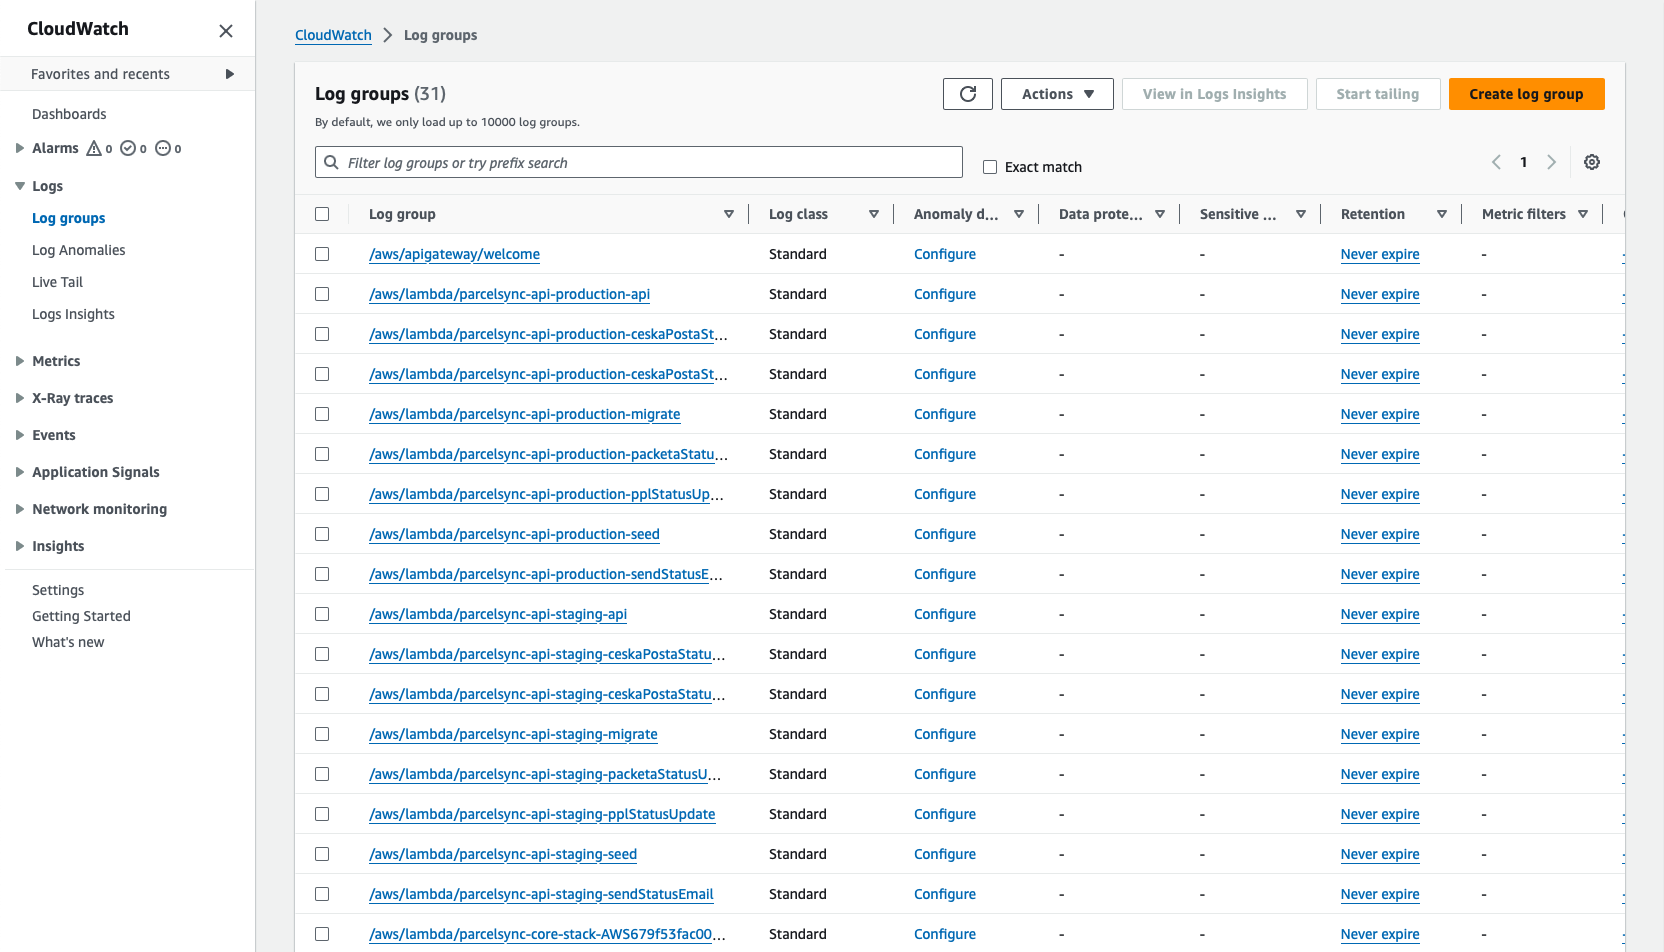 CloudWatch
Favorites and recents
Dashboards
Alarms 0 0 0
Logs
Log groups
Log Anomalies
Live Tail
Logs Insights
Metrics
X-Ray traces
Events
Application Signals
Network monitoring
Insights
Settings
Getting Started
What's new
CloudWatch > Log groups
Log groups (31)
Actions
View in Logs Insights
Start tailing
Create log group
By default, we only load up to 10000 log groups.
Filter log groups or try prefix search
Exact match
1
Log group Log class Anomaly d... Data prote... Sensitive ... Retention Metric filters
/aws/apigateway/welcome Standard Configure - - Never expire -
/aws/lambda/parcelsync-api-production-api Standard Configure - - Never expire -
/aws/lambda/parcelsync-api-production-ceskaPostaSt... Standard Configure - - Never expire -
/aws/lambda/parcelsync-api-production-ceskaPostaSt... Standard Configure - - Never expire -
/aws/lambda/parcelsync-api-production-migrate Standard Configure - - Never expire -
/aws/lambda/parcelsync-api-production-packetaStatu... Standard Configure - - Never expire -
/aws/lambda/parcelsync-api-production-pplStatusUp... Standard Configure - - Never expire -
/aws/lambda/parcelsync-api-production-seed Standard Configure - - Never expire -
/aws/lambda/parcelsync-api-production-sendStatusE... Standard Configure - - Never expire -
/aws/lambda/parcelsync-api-staging-api Standard Configure - - Never expire -
/aws/lambda/parcelsync-api-staging-ceskaPostaStatu... Standard Configure - - Never expire -
/aws/lambda/parcelsync-api-staging-ceskaPostaStatu... Standard Configure - - Never expire -
/aws/lambda/parcelsync-api-staging-migrate Standard Configure - - Never expire -
/aws/lambda/parcelsync-api-staging-packetaStatusU... Standard Configure - - Never expire -
/aws/lambda/parcelsync-api-staging-pplStatusUpdate Standard Configure - - Never expire -
/aws/lambda/parcelsync-api-staging-seed Standard Configure - - Never expire -
/aws/lambda/parcelsync-api-staging-sendStatusEmail Standard Configure - - Never expire -
/aws/lambda/parcelsync-core-stack-AWS679f53fac00... Standard Configure - - Never expire -